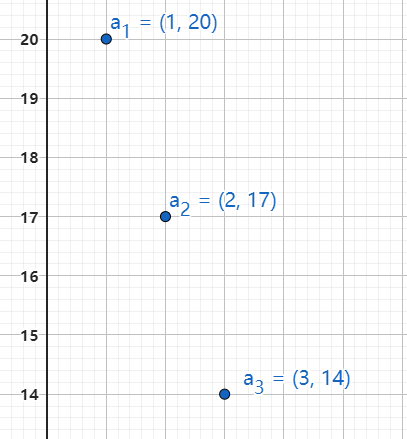 a₁ = (1, 20)
20
19
18
a₂ = (2, 17)
17
16
15
a₃ = (3, 14)
14